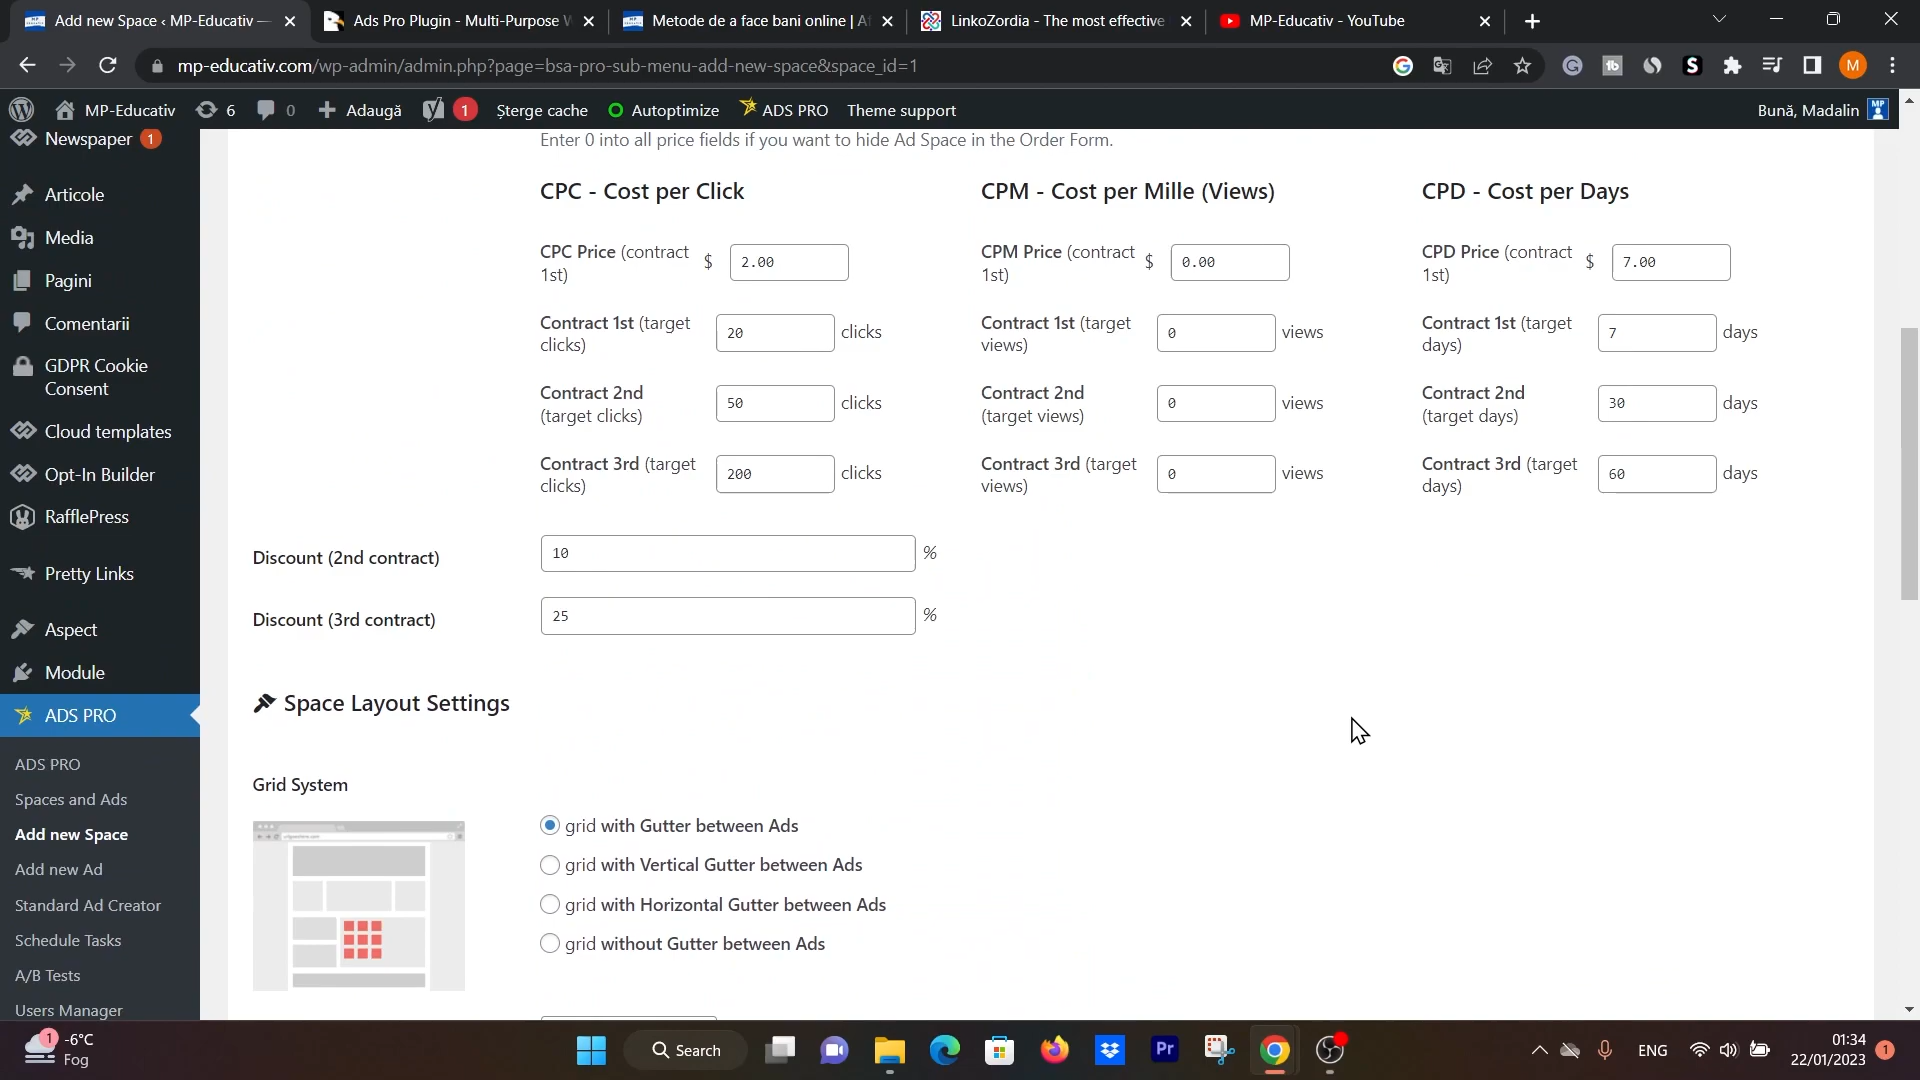 Add new Space ‹ MP-Educativ —
Ads Pro Plugin - Multi-Purpose W
Metode de a face bani online | Af
LinkoZordia - The most effective
MP-Educativ - YouTube
mp-educativ.com/wp-admin/admin.php?page=bsa-pro-sub-menu-add-new-space&space_id=1
MP-Educativ 6 0 Adaugă 1 Șterge cache Autoptimize ADS PRO Theme support
Bună, Madalin
Newspaper 1
Articole
Media
Pagini
Comentarii
GDPR Cookie
Consent
Cloud templates
Opt-In Builder
RafflePress
Pretty Links
Aspect
Module
ADS PRO
ADS PRO
Spaces and Ads
Add new Space
Add new Ad
Standard Ad Creator
Schedule Tasks
A/B Tests
Users Manager
Enter 0 into all price fields if you want to hide Ad Space in the Order Form.
CPC - Cost per Click
CPC Price (contract
1st)
$ 2.00
Contract 1st (target
clicks)
20 clicks
Contract 2nd
(target clicks)
50 clicks
Contract 3rd (target
clicks)
200 clicks
CPM - Cost per Mille (Views)
CPM Price (contract
1st)
$ 0.00
Contract 1st (target
views)
0 views
Contract 2nd
(target views)
0 views
Contract 3rd (target
views)
0 views
CPD - Cost per Days
CPD Price (contract
1st)
$ 7.00
Contract 1st (target
days)
7 days
Contract 2nd
(target days)
30 days
Contract 3rd (target
days)
60 days
Discount (2nd contract) 10 %
Discount (3rd contract) 25 %
Space Layout Settings
Grid System
grid with Gutter between Ads
grid with Vertical Gutter between Ads
grid with Horizontal Gutter between Ads
grid without Gutter between Ads
1
-6°C
Fog
Search
Pr
ENG
01:34
22/01/2023
1